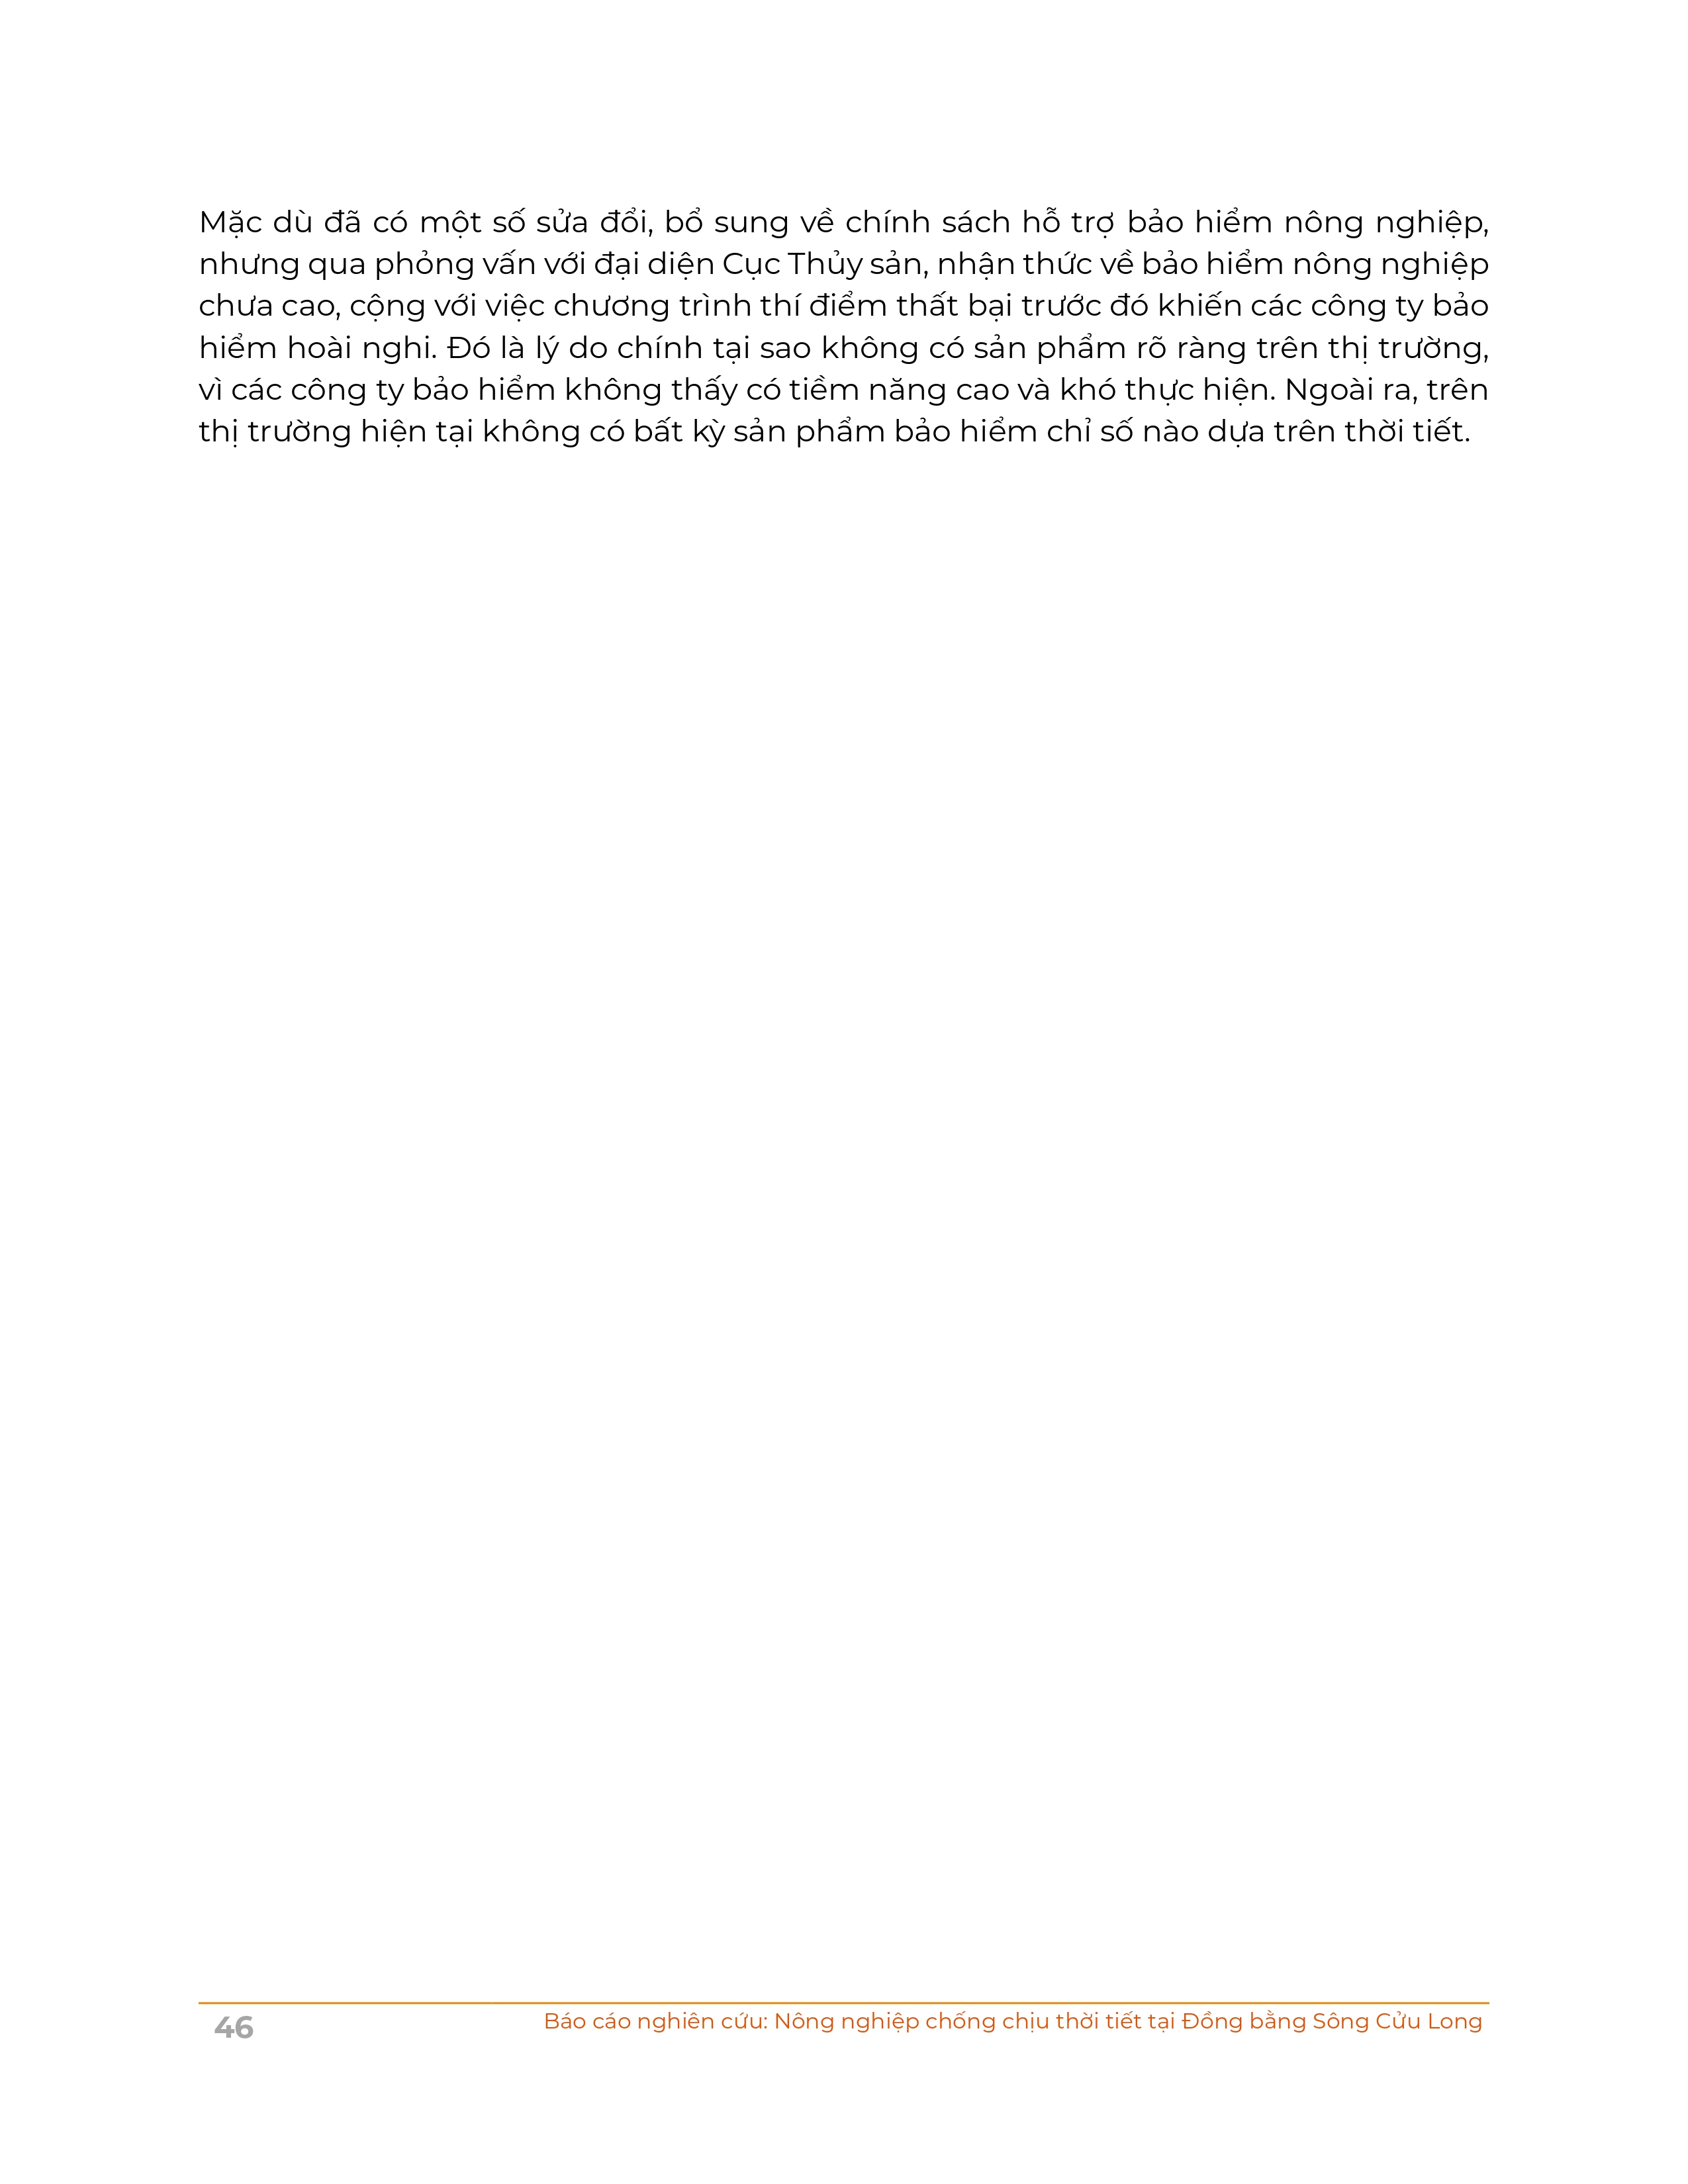 Mặc dù đã có một số sửa đổi, bổ sung về chính sách hỗ trợ bảo hiểm nông nghiệp,
nhưng qua phỏng vấn với đại diện Cục Thủy sản, nhận thức về bảo hiểm nông nghiệp
chưa cao, cộng với việc chương trình thí điểm thất bại trước đó khiến các công ty bảo
hiểm hoài nghi. Đó là lý do chính tại sao không có sản phẩm rõ ràng trên thị trường,
vì các công ty bảo hiểm không thấy có tiềm năng cao và khó thực hiện. Ngoài ra, trên
thị trường hiện tại không có bất kỳ sản phẩm bảo hiểm chỉ số nào dựa trên thời tiết.
46
Báo cáo nghiên cứu: Nông nghiệp chống chịu thời tiết tại Đồng bằng Sông Cửu Long